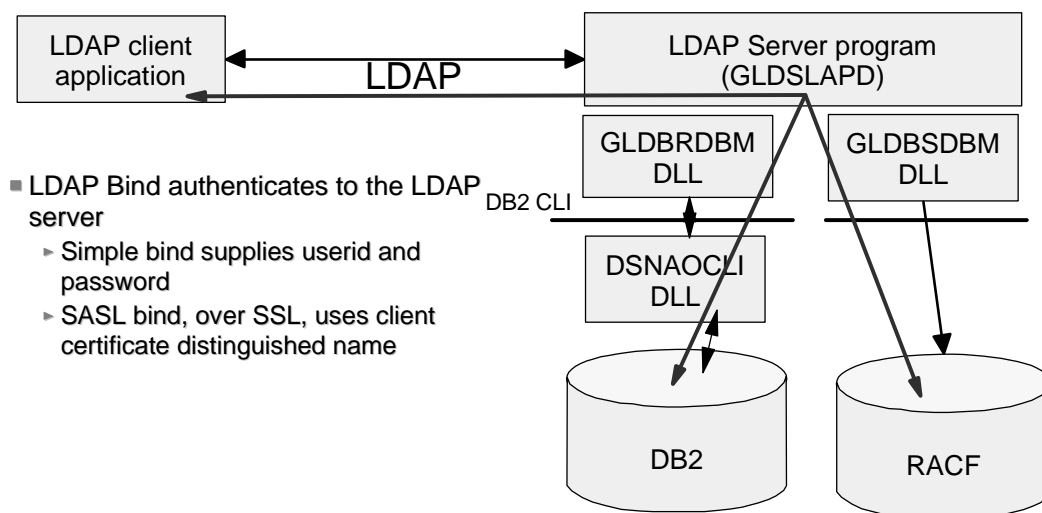 LDAP client
application
LDAP Server program
(GLDSLAPD)
LDAP
GLDBRDBM
DLL
GLDBSDBM
DLL
LDAP Bind authenticates to the LDAP
server
Simple bind supplies userid and
password
SASL bind, over SSL, uses client
certificate distinguished name
DB2 CLI
DSNAOCLI
DLL
DB2
RACF